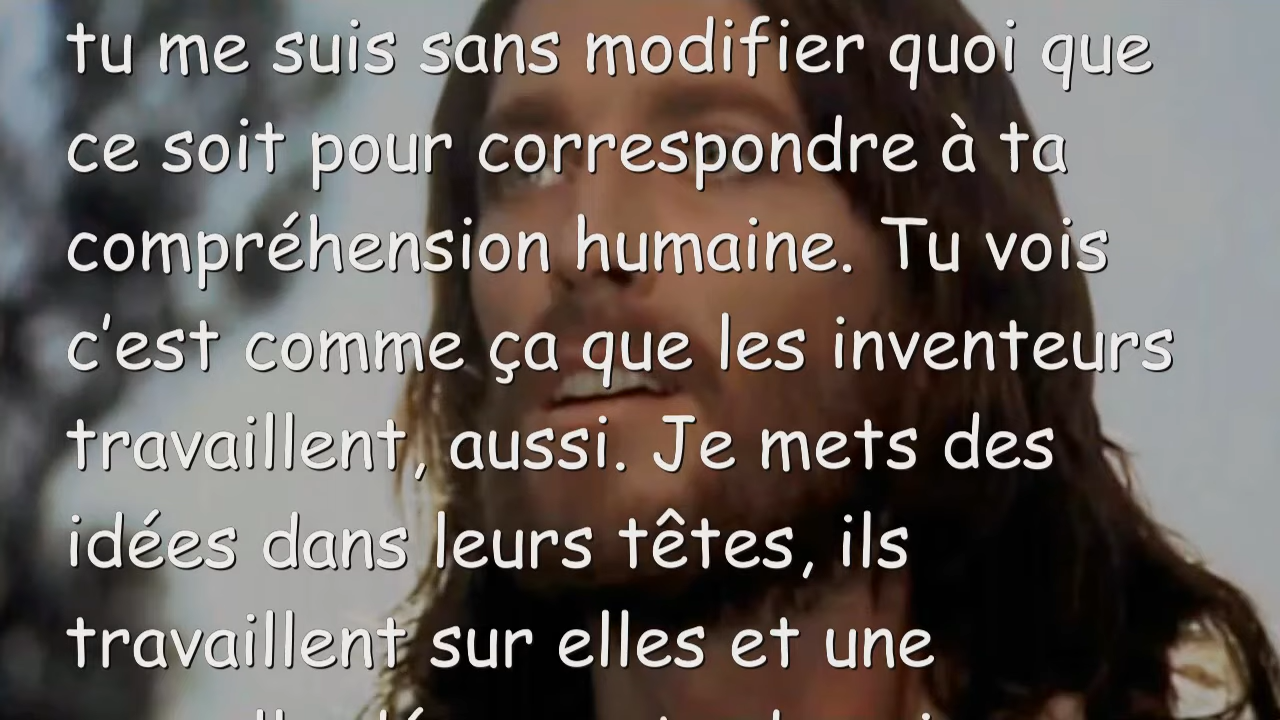 tu me suis sans modifier quoi que
ce soit pour correspondre à ta
compréhension humaine. Tu vois
c’est comme ça que les inventeurs
travaillent, aussi. Je mets des
idées dans leurs têtes, ils
travaillent sur elles et une